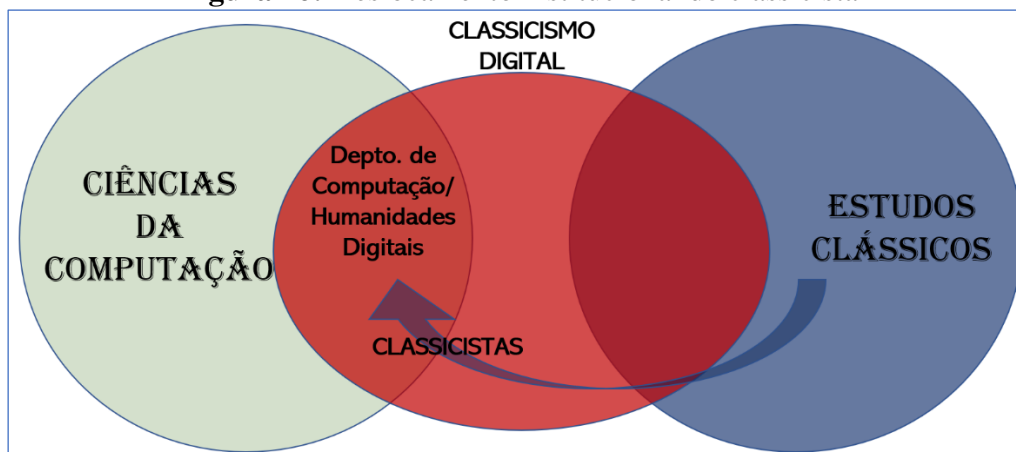 CLASSICISMO
DIGITAL
Depto. de
Computação/
Humanidades
Digitais
CIÊNCIAS
DA
COMPUTAÇÃO
ESTUDOS
CLÁSSICOS
CLASSICISTAS